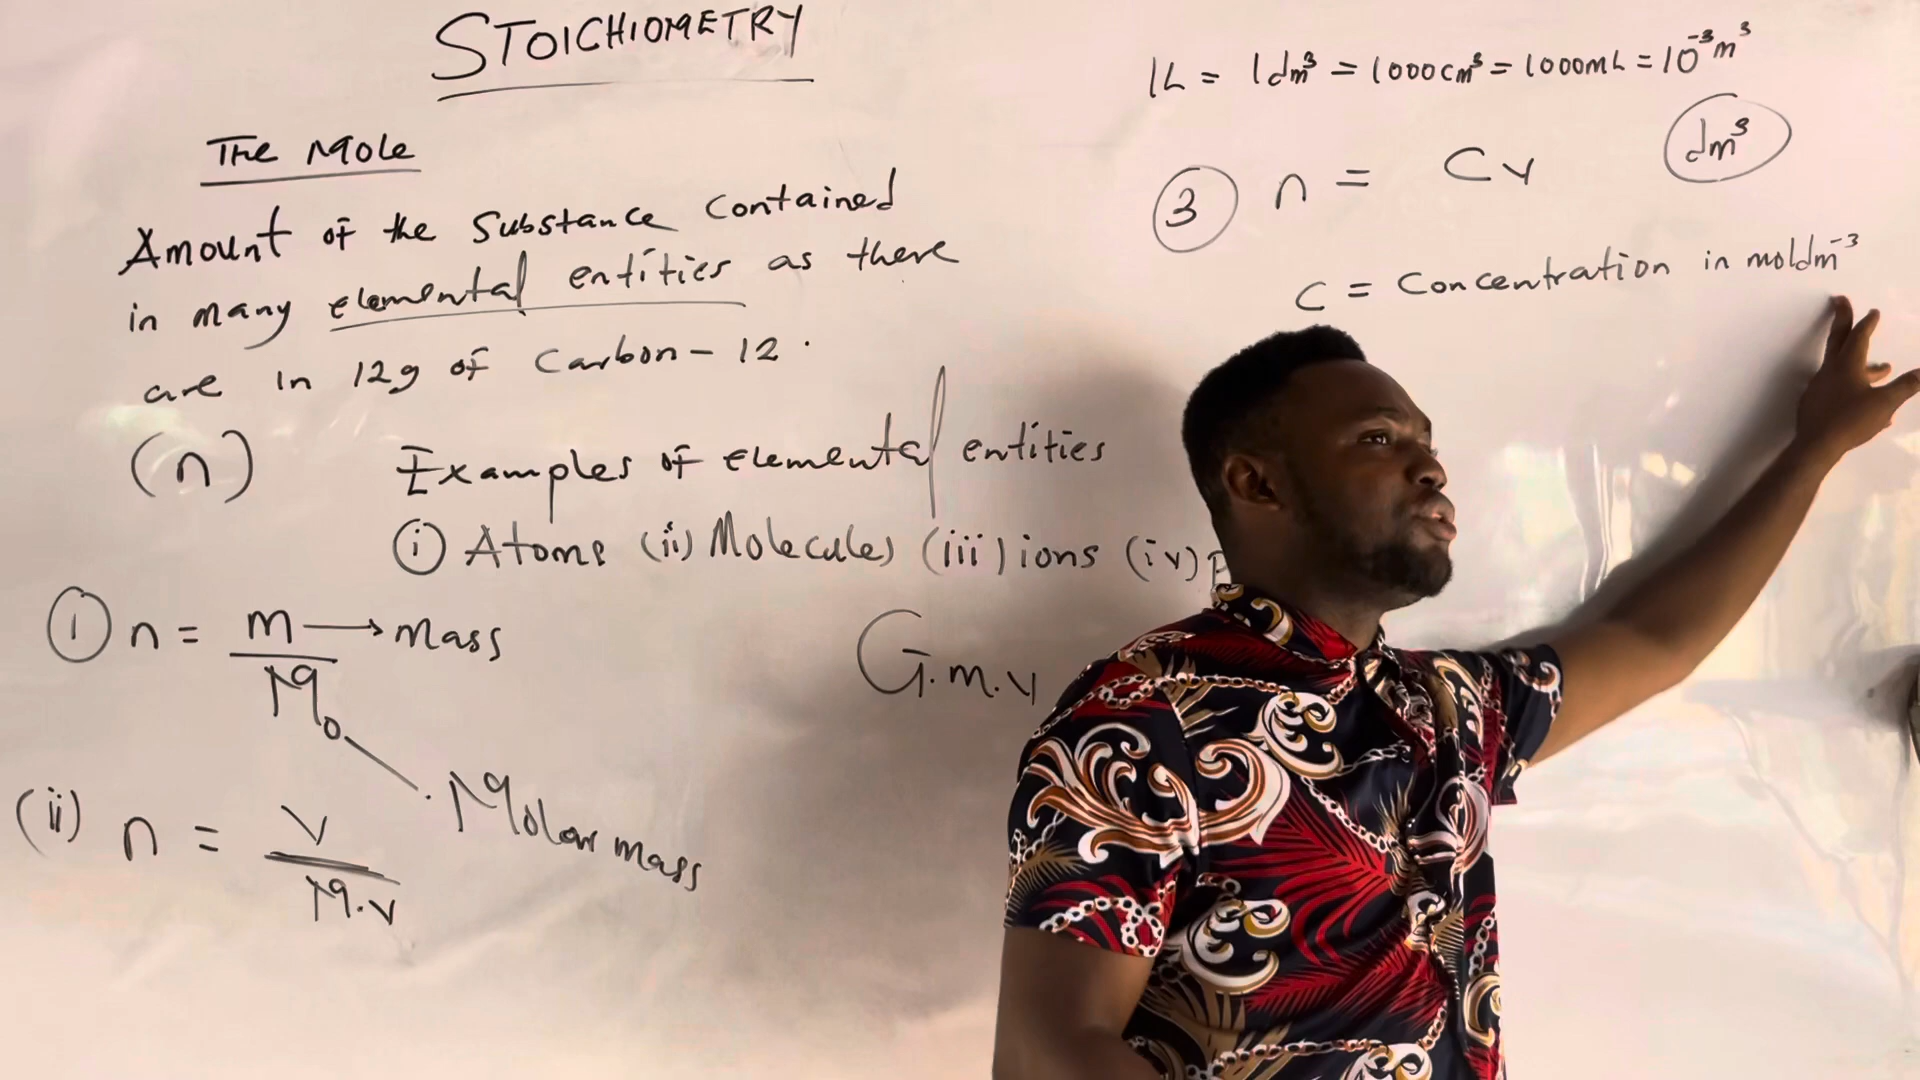 STOICHIOMETRY
The Mole
Amount of the Substance contained
in many elemental entities as there
are in 12g of Carbon-12.
(n)
Examples of elemental entities
(i) Atoms (ii) Molecules (iii) ions (iv)
(i) n = m → mass
M₀
Molar mass
(ii) n = v
M.v
G.m.v
1L = 1dm³ = 1000cm³ = 1000mL = 10⁻³m³
dm³
(3) n = Cv
C = Concentration in moldm⁻³